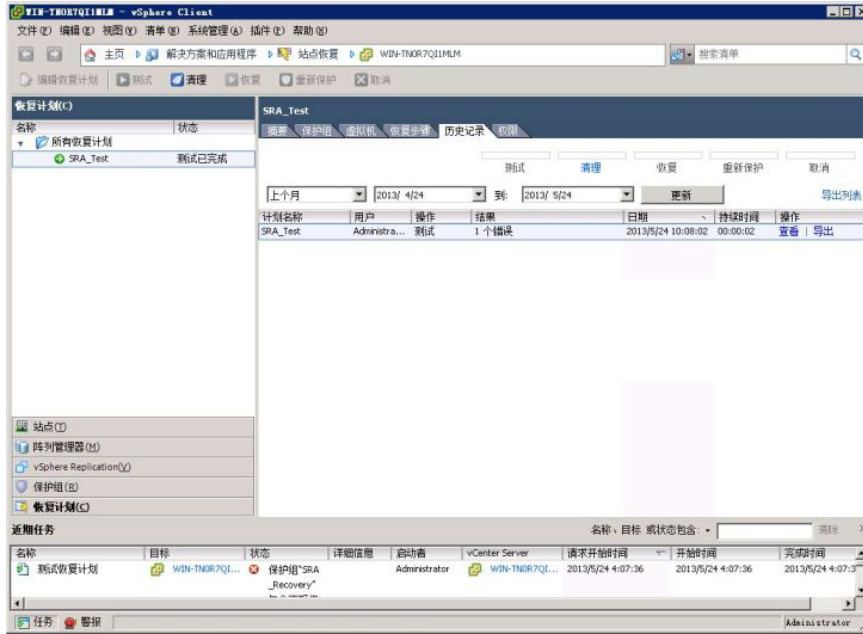 WIN-TNOR7QI1MLM - vSphere Client
文件(F) 编辑(E) 视图(V) 清单(N) 系统管理(A) 插件(P) 帮助(H)
主页 解决方案和应用程序 站点恢复 WIN-TNOR7QI1MLM 搜索清单
编辑恢复计划 测试 清理 恢复 重新保护 取消
恢复计划(C)
名称 状态
所有恢复计划
SRA_Test 测试已完成
站点(T)
阵列管理器(M)
vSphere Replication(V)
保护组(R)
恢复计划(C)
SRA_Test
摘要 保护组 虚拟机 恢复步骤 历史记录 权限
测试 清理 恢复 重新保护 取消
上个月 2013/ 4/24 到: 2013/ 5/24 更新 导出列表
计划名称 用户 操作 结果 日期 持续时间 操作
SRA_Test Administra... 测试 1 个错误 2013/5/24 10:08:02 00:00:02 查看 | 导出
近期任务 名称、目标 或状态包含: 清除
名称 目标 状态 详细信息 启动者 vCenter Server 请求开始时间 开始时间 完成时间
测试恢复计划 WIN-TNOR7QI... 保护组"SRA Administrator WIN-TNOR7QI... 2013/5/24 4:07:36 2013/5/24 4:07:36 2013/5/24 4:07:3
_Recovery"
任务 警报 Administrator